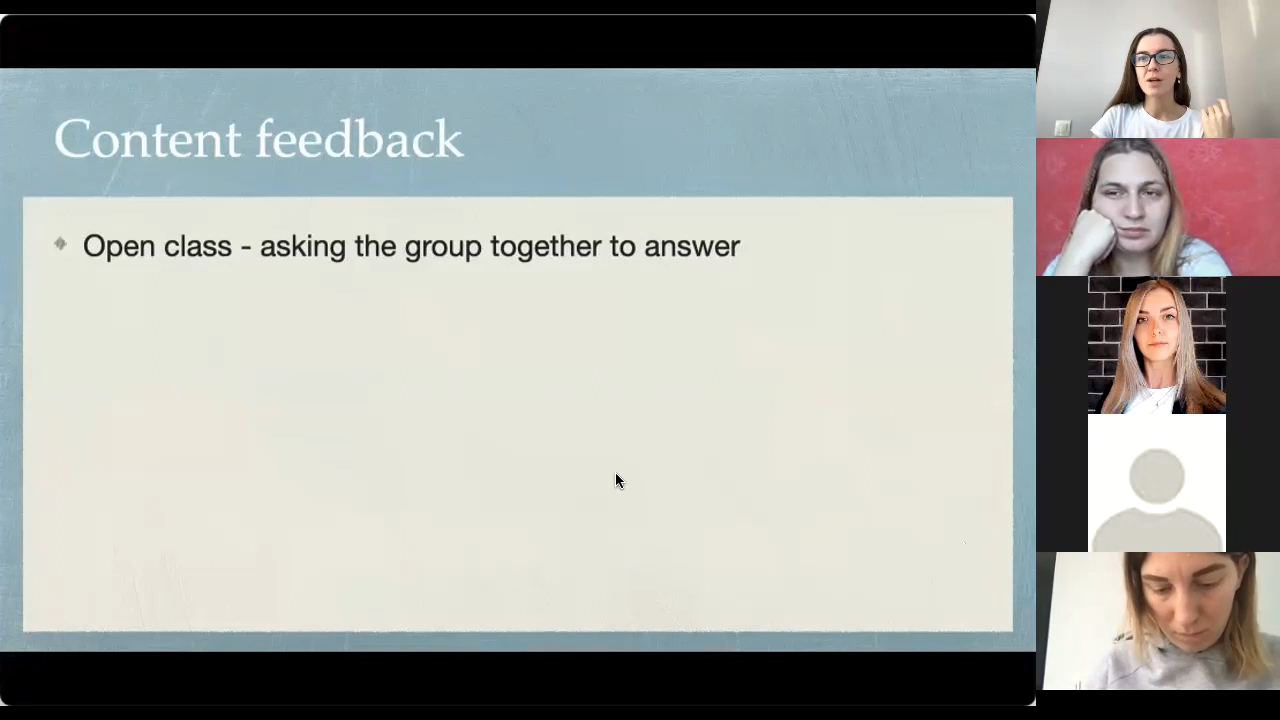 Content feedback
Open class - asking the group together to answer